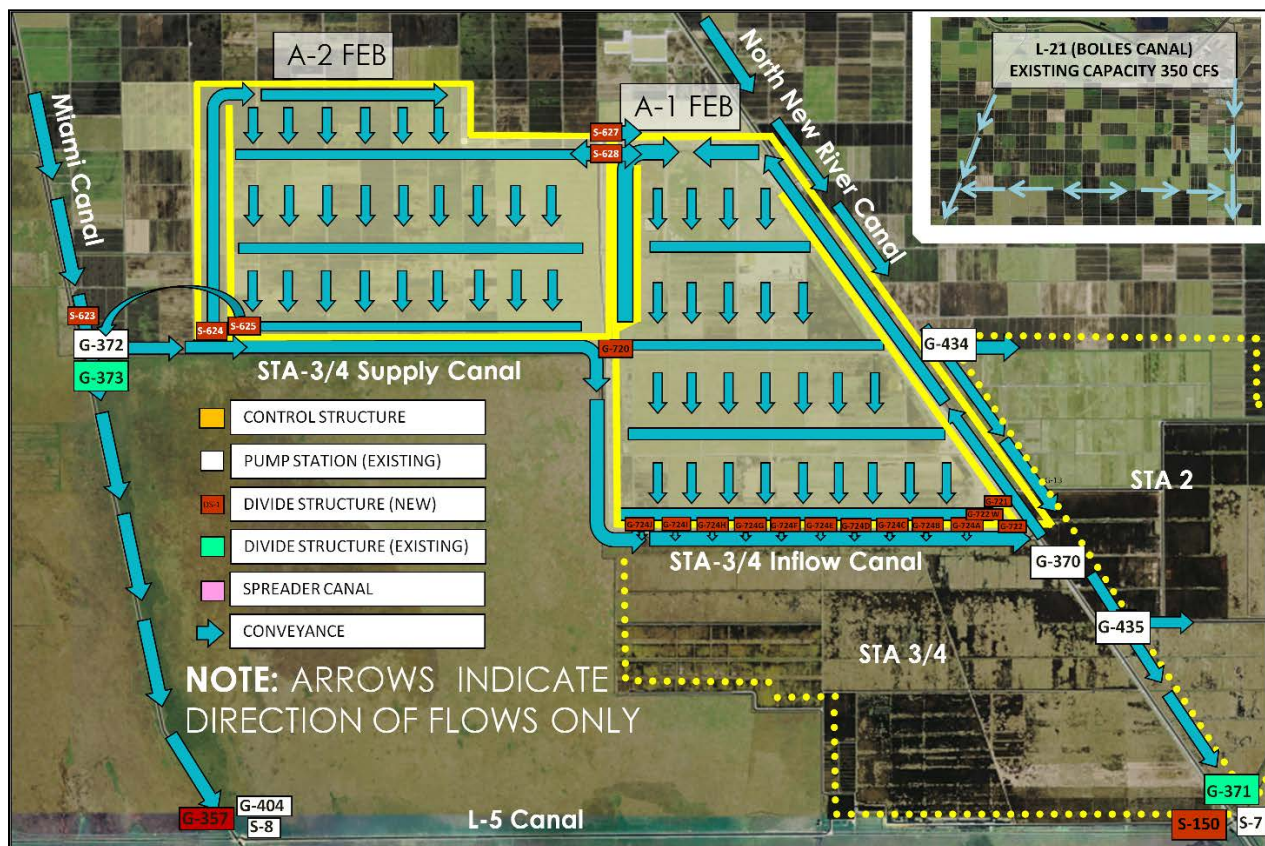 A-2 FEB
A-1 FEB
North New River Canal
L-21 (BOLLES CANAL)
EXISTING CAPACITY 350 CFS
Miami Canal
S-627
S-628
S-623
G-372
G-373
S-624
S-625
STA-3/4 Supply Canal
G-720
G-434
CONTROL STRUCTURE
PUMP STATION (EXISTING)
DIVIDE STRUCTURE (NEW)
DIVIDE STRUCTURE (EXISTING)
SPREADER CANAL
CONVEYANCE
NOTE: ARROWS INDICATE
DIRECTION OF FLOWS ONLY
STA 2
G-721
G-722 W
G-724J
G-724I
G-724H
G-724G
G-724F
G-724E
G-724D
G-724C
G-724B
G-724A
G-722
STA-3/4 Inflow Canal
G-370
G-435
STA 3/4
G-371
G-357
G-404
S-8
L-5 Canal
S-150
S-7